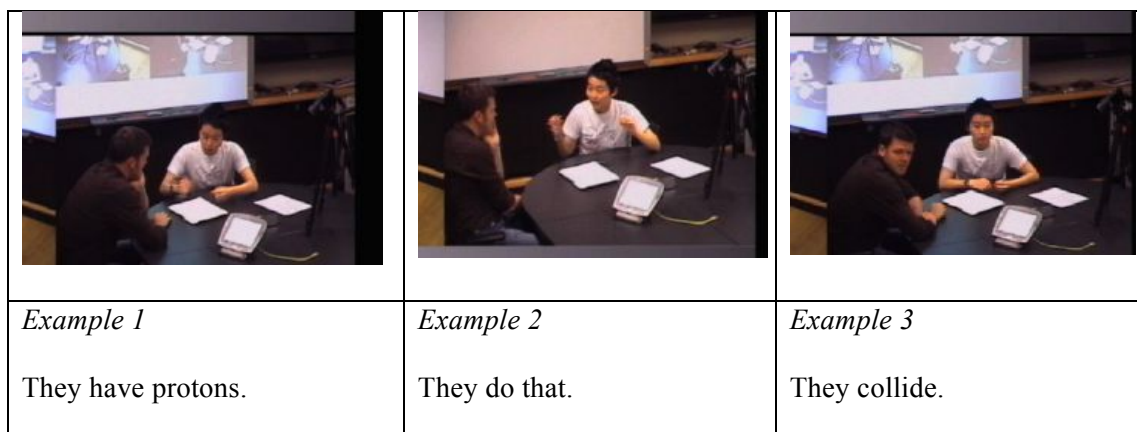 Example 1
Example 2
Example 3
They have protons.
They do that.
They collide.